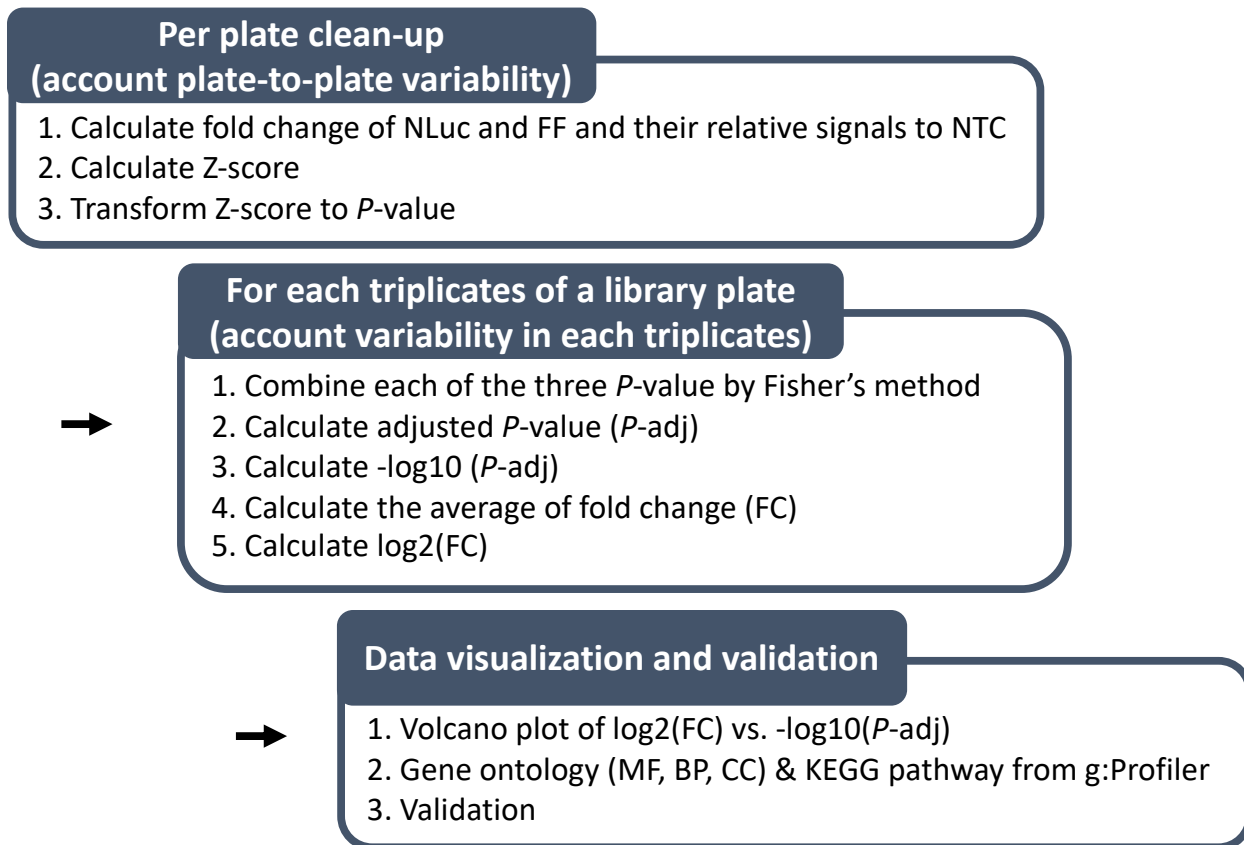 Per plate clean-up
(account plate-to-plate variability)
1. Calculate fold change of NLuc and FF and their relative signals to NTC
2. Calculate Z-score
3. Transform Z-score to P-value
For each triplicates of a library plate
(account variability in each triplicates)
1. Combine each of the three P-value by Fisher’s method
2. Calculate adjusted P-value (P-adj)
3. Calculate -log10 (P-adj)
4. Calculate the average of fold change (FC)
5. Calculate log2(FC)
Data visualization and validation
1. Volcano plot of log2(FC) vs. -log10(P-adj)
2. Gene ontology (MF, BP, CC) & KEGG pathway from g:Profiler
3. Validation